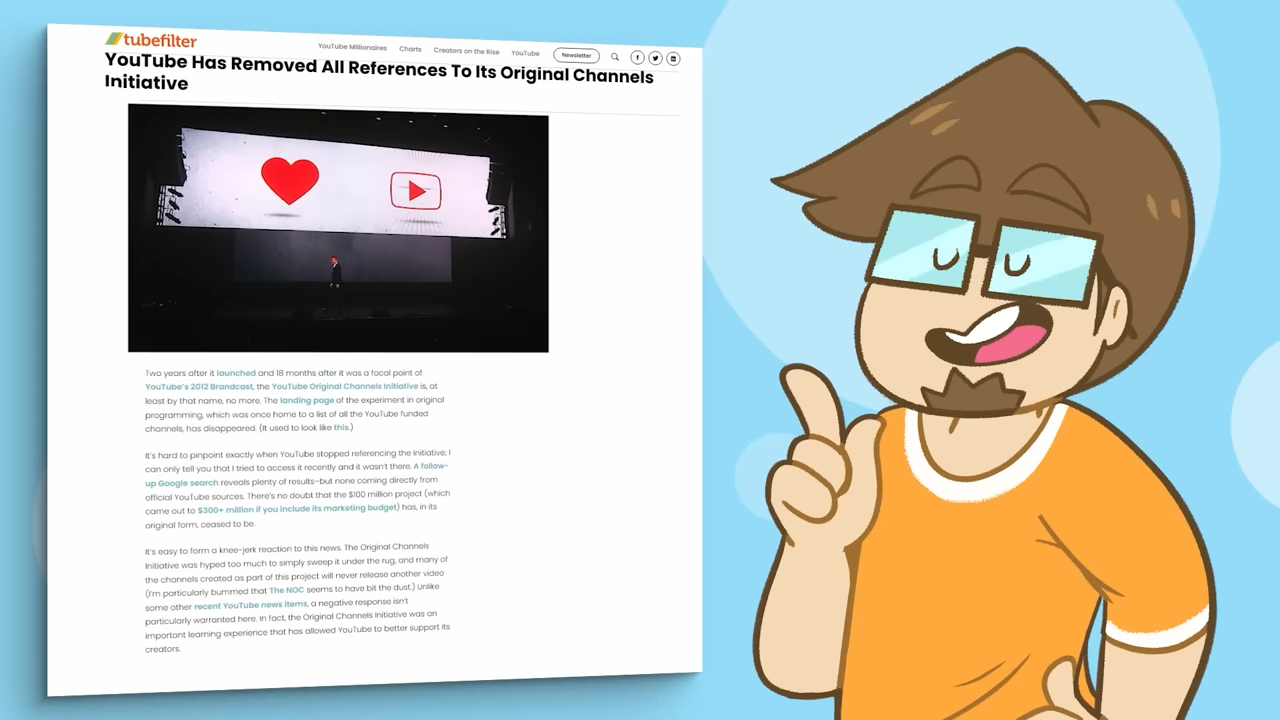 tubefilter
YouTube Millionaires Charts Creators on the Rise YouTube Newsletter
YouTube Has Removed All References To Its Original Channels
Initiative
Two years after it launched and 18 months after it was a focal point of
YouTube's 2012 Brandcast, the YouTube Original Channels Initiative is, at
least by that name, no more. The landing page of the experiment in original
programming, which was once home to a list of all the YouTube funded
channels, has disappeared. (It used to look like this.)
It's hard to pinpoint exactly when YouTube stopped referencing the Initiative; I
can only tell you that I tried to access it recently and it wasn't there. A follow-
up Google search reveals plenty of results–but none coming directly from
official YouTube sources. There's no doubt that the $100 million project (which
came out to $300+ million if you include its marketing budget) has, in its
original form, ceased to be.
It's easy to form a knee-jerk reaction to this news. The Original Channels
Initiative was hyped too much to simply sweep it under the rug, and many of
the channels created as part of this project will never release another video
(I'm particularly bummed that The NOC seems to have bit the dust.) Unlike
some other recent YouTube news items, a negative response isn't
particularly warranted here. In fact, the Original Channels Initiative was an
important learning experience that has allowed YouTube to better support its
creators.